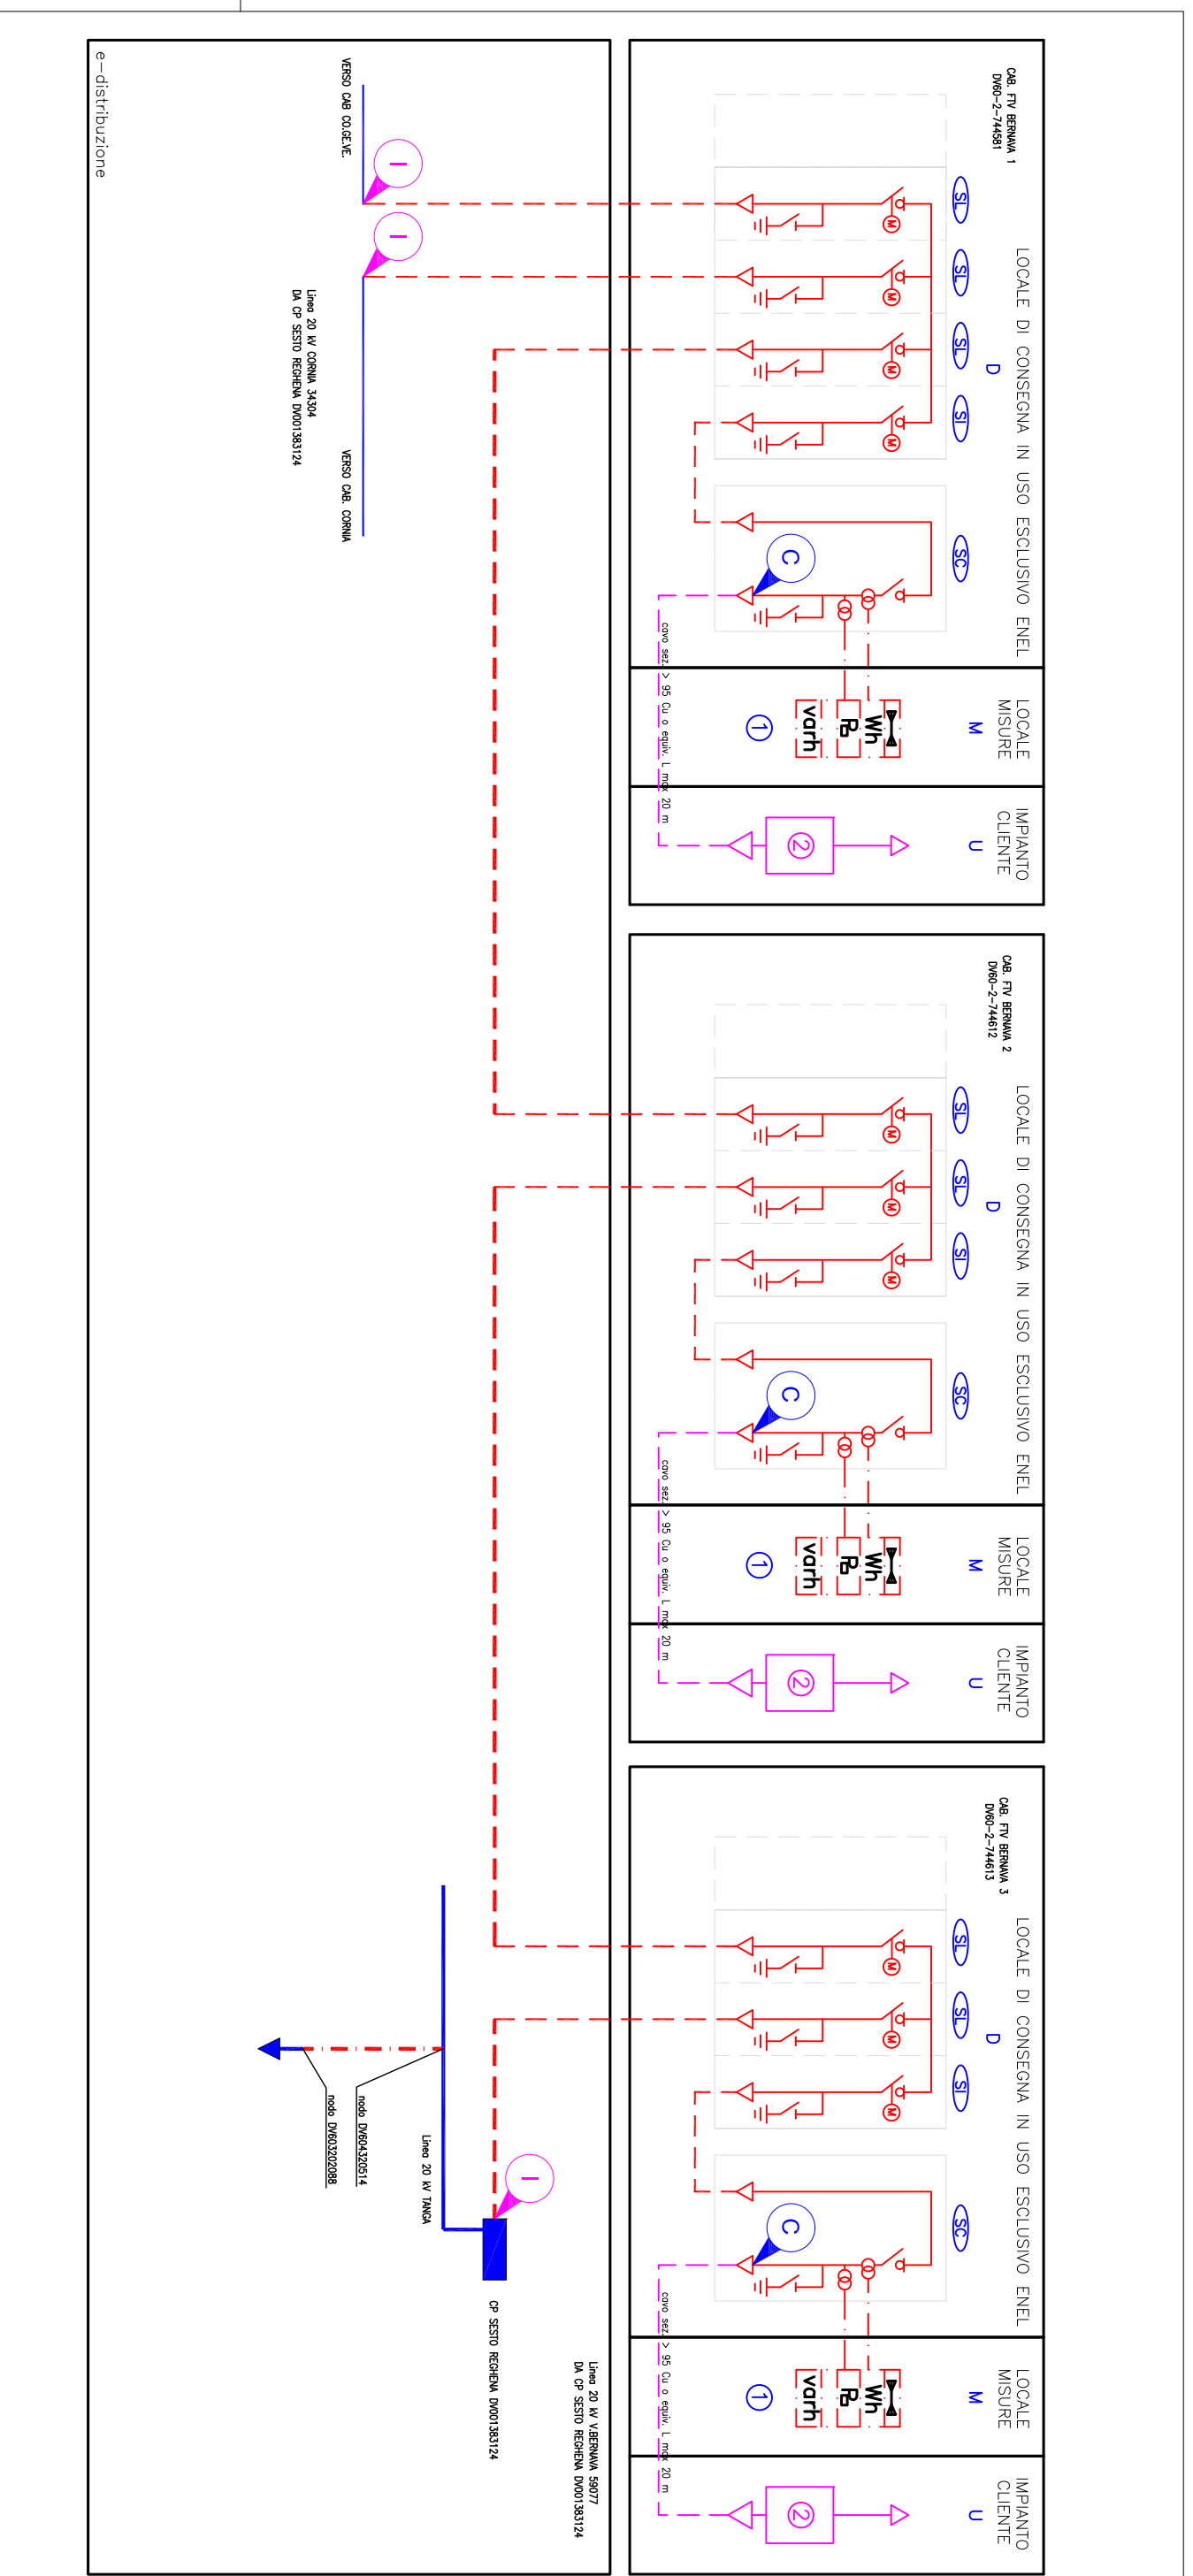 CAB. FTV BERNAVA 1
DV60-2-744581
LOCALE DI CONSEGNA IN USO ESCLUSIVO ENEL
D
SL
SL
SL
SI
SC
C
LOCALE
MISURE
M
Wh
varh
1
IMPIANTO
CLIENTE
U
2
M
M
M
M
cavo sez. > 95 Cu o equiv. L max 20 m
CAB. FTV BERNAVA 2
DV60-2-744612
LOCALE DI CONSEGNA IN USO ESCLUSIVO ENEL
D
SL
SL
SI
SC
C
LOCALE
MISURE
M
Wh
varh
1
IMPIANTO
CLIENTE
U
2
M
M
M
cavo sez. > 95 Cu o equiv. L max 20 m
CAB. FTV BERNAVA 3
DV60-2-744613
LOCALE DI CONSEGNA IN USO ESCLUSIVO ENEL
D
SL
SL
SI
SC
C
LOCALE
MISURE
M
Wh
varh
1
IMPIANTO
CLIENTE
U
2
M
M
M
cavo sez. > 95 Cu o equiv. L max 20 m
Linea 20 kV V.BERNAVA 59077
DA CP SESTO REGHENA DV001383124
I
CP SESTO REGHENA DV001383124
Linea 20 kV TANGA
nodo DV604320514
nodo DV603202088
I
I
VERSO CAB CO.GE.VE.
VERSO CAB. CORNIA
Linea 20 kV CORNIA 34304
DA CP SESTO REGHENA DV001383124
e-distribuzione